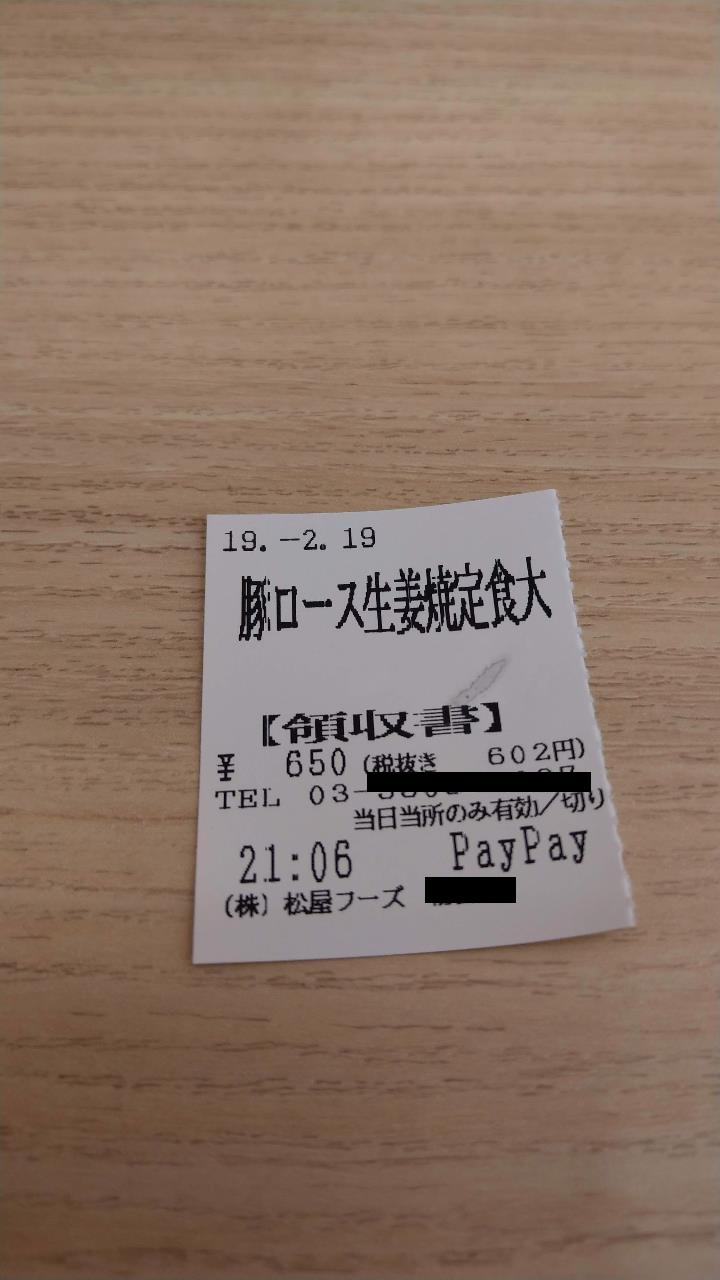 19.-2.19
豚ロース生姜焼定食大
【領収書】
¥ 650 (税抜き 602円)
TEL 03-
当日当所のみ有効/切り
21:06 PayPay
(株) 松屋フーズ